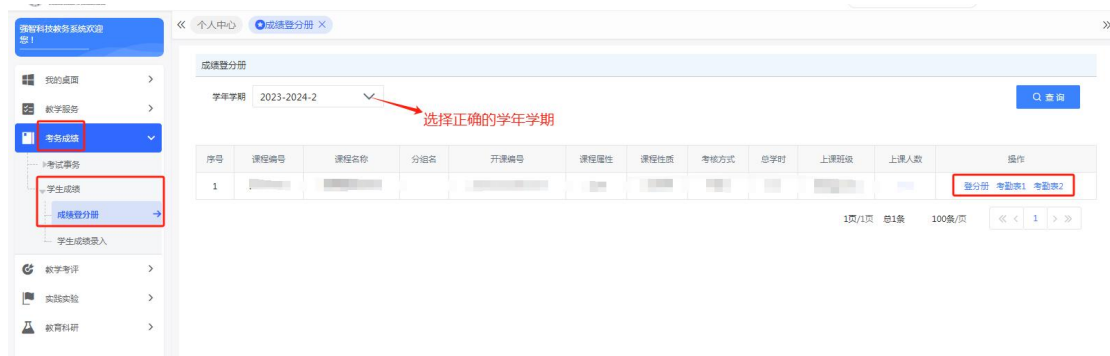 强智科技教务系统欢迎
您！
个人中心
成绩登分册
我的桌面
教学服务
考务成绩
考试事务
学生成绩
成绩登分册
学生成绩录入
教学考评
实践实验
教育科研
成绩登分册
学年学期 2023-2024-2
查询
选择正确的学年学期
序号 课程编号 课程名称 分组名 开课编号 课程属性 课程性质 考核方式 总学时 上课班级 上课人数 操作
1 登分册 考勤表1 考勤表2
1页/1页 总1条 100条/页 1